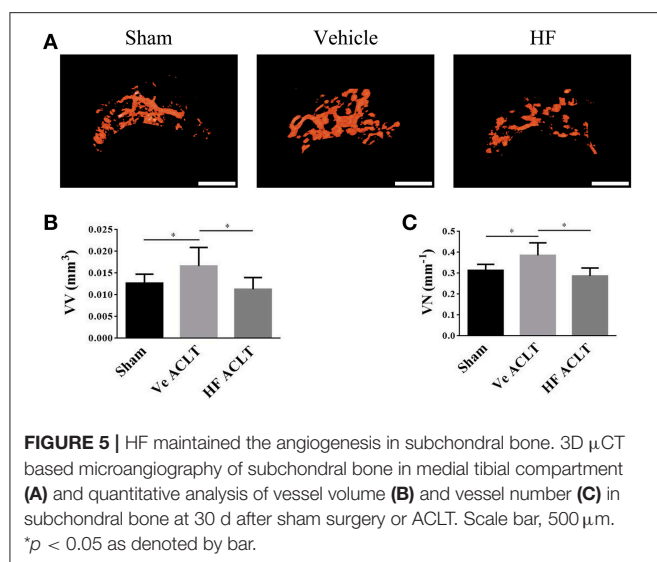 A
Sham Vehicle HF
B
VV (mm³)
0.025
0.020
0.015
0.010
0.005
0.000
* *
Sham
Ve ACLT
HF ACLT
C
VN (mm⁻¹)
0.5
0.4
0.3
0.2
0.1
0.0
* *
Sham
Ve ACLT
HF ACLT
FIGURE 5 | HF maintained the angiogenesis in subchondral bone. 3D μCT
based microangiography of subchondral bone in medial tibial compartment
(A) and quantitative analysis of vessel volume (B) and vessel number (C) in
subchondral bone at 30 d after sham surgery or ACLT. Scale bar, 500 μm.
*p < 0.05 as denoted by bar.